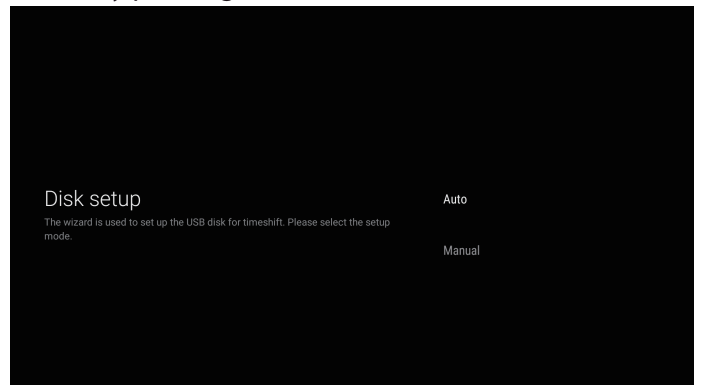 Disk setup
Auto
The wizard is used to set up the USB disk for timeshift. Please select the setup
mode.
Manual